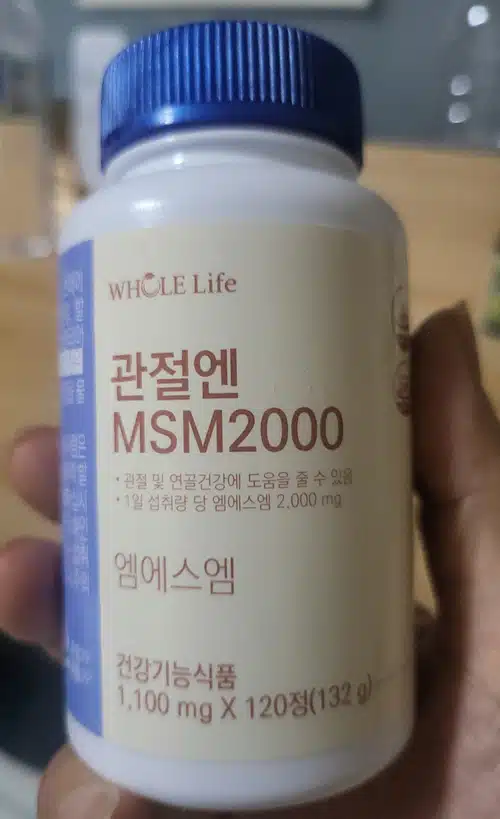 WHOLE Life
관절엔
MSM2000
• 관절 및 연골건강에 도움을 줄 수 있음
• 1일 섭취량 당 엠에스엠 2,000 mg
엠에스엠
건강기능식품
1,100 mg X 120정(132 g)